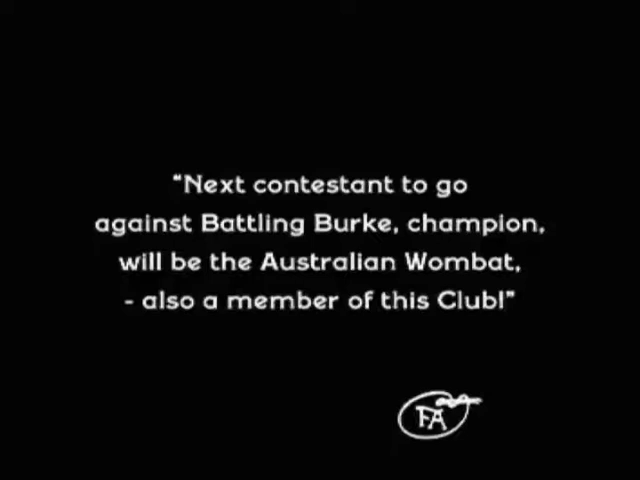 “Next contestant to go
against Battling Burke, champion,
will be the Australian Wombat,
- also a member of this Club!”
FA